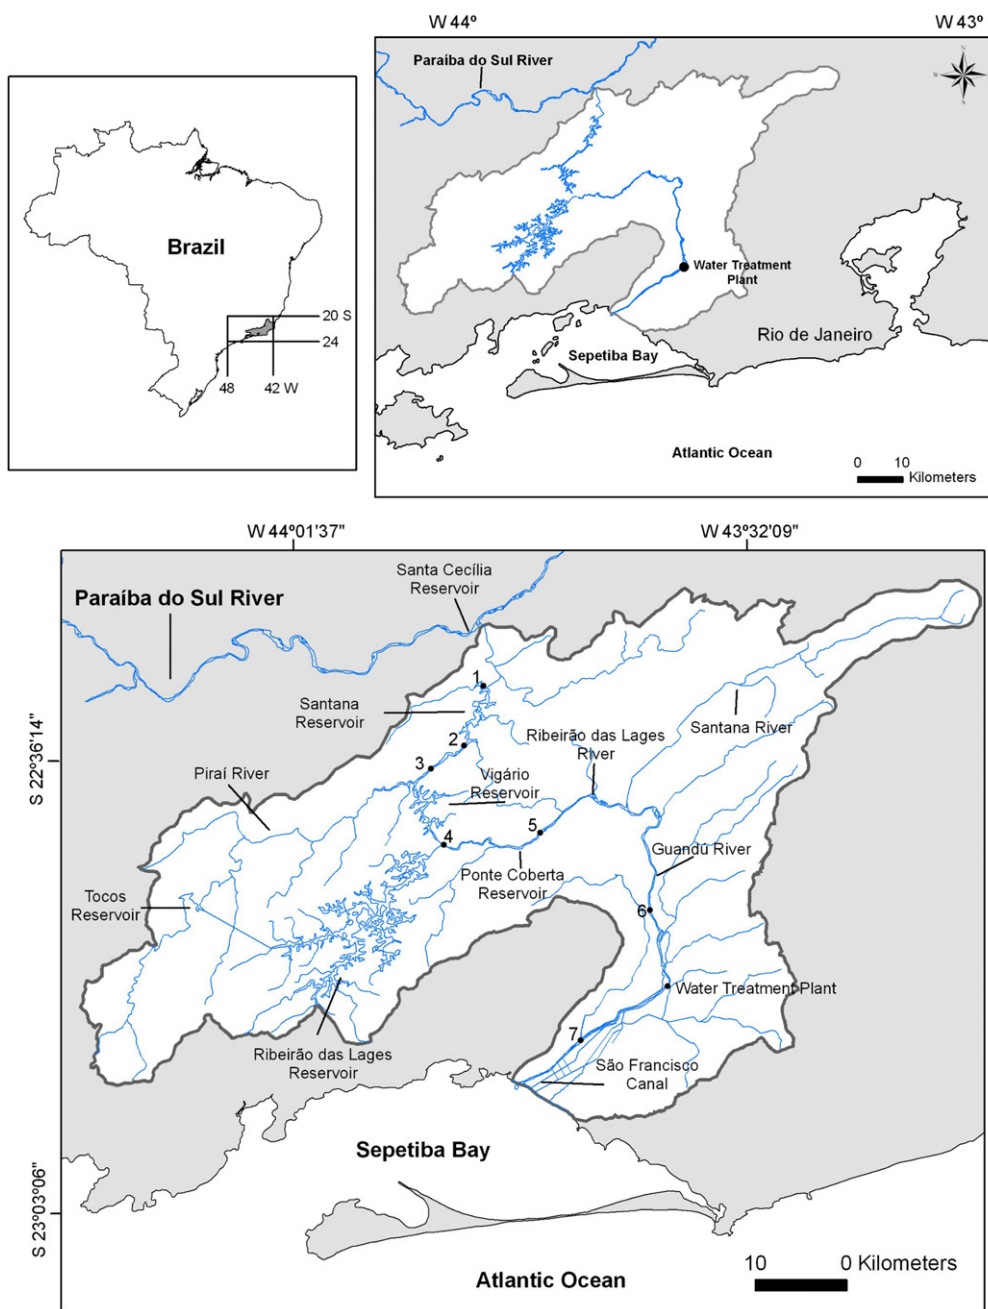 W 44º
W 43º
Paraíba do Sul River
Water Treatment
Plant
Rio de Janeiro
Sepetiba Bay
Atlantic Ocean
0 10
Kilometers
Brazil
20 S
24
48
42 W
W 44º01'37"
W 43º32'09"
Santa Cecília
Reservoir
Paraíba do Sul River
1
Santana
Reservoir
Santana River
2
Ribeirão das Lages
River
S 22º36'14"
3
Piraí River
Vigário
Reservoir
4
5
Guandu River
Ponte Coberta
Reservoir
Tocos
Reservoir
6
Water Treatment Plant
7
Ribeirão das Lages
Reservoir
São Francisco
Canal
Sepetiba Bay
S 23º03º06"
10 0 Kilometers
Atlantic Ocean